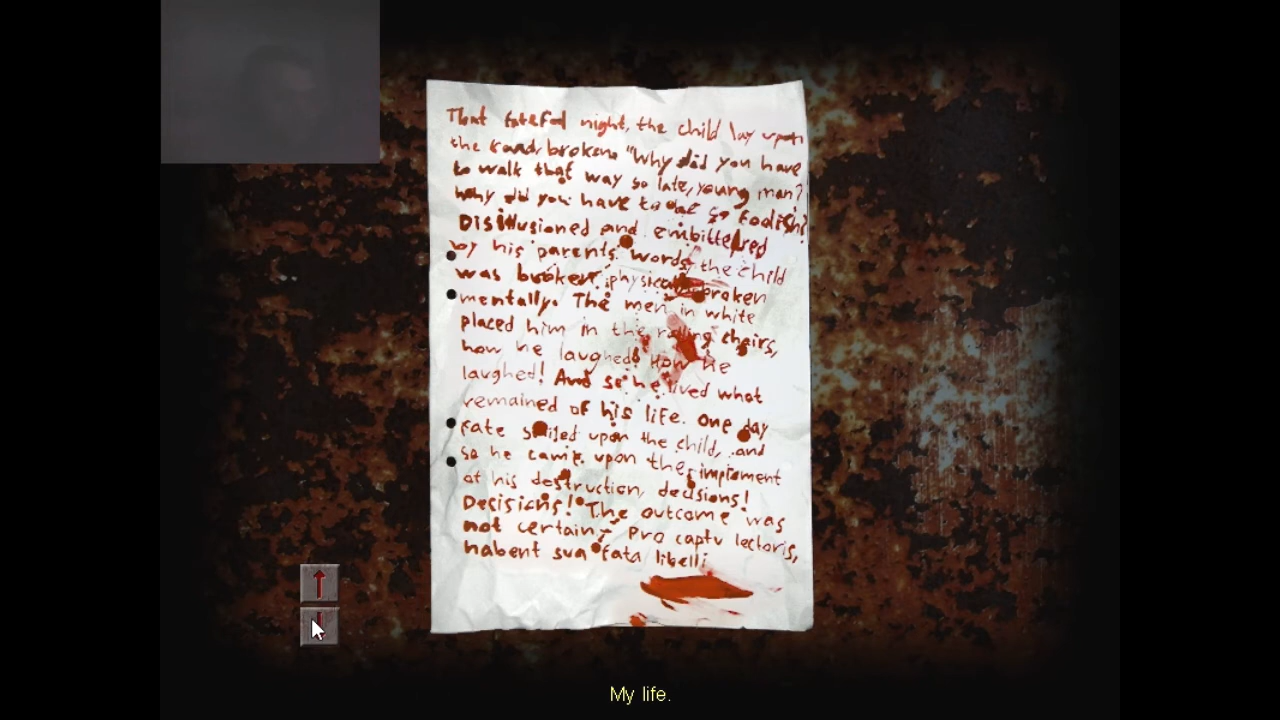 That fateful night, the child lay upon
the road, broken. "Why did you have
to walk that way so late, young man?
Why did you have to be so foolish?
Disillusioned and embittered
by his parents words, the child
was broken physically broken
mentally. The men in white
placed him in the rolling chairs,
how he laughed! How he
laughed! And so he lived what
remained of his life. One day
fate smiled upon the child, and
so he came upon the implement
of his destruction, decisions!
Decisions! The outcome was
not certain, Pro captu lectoris,
habent sua fata libelli
My life.